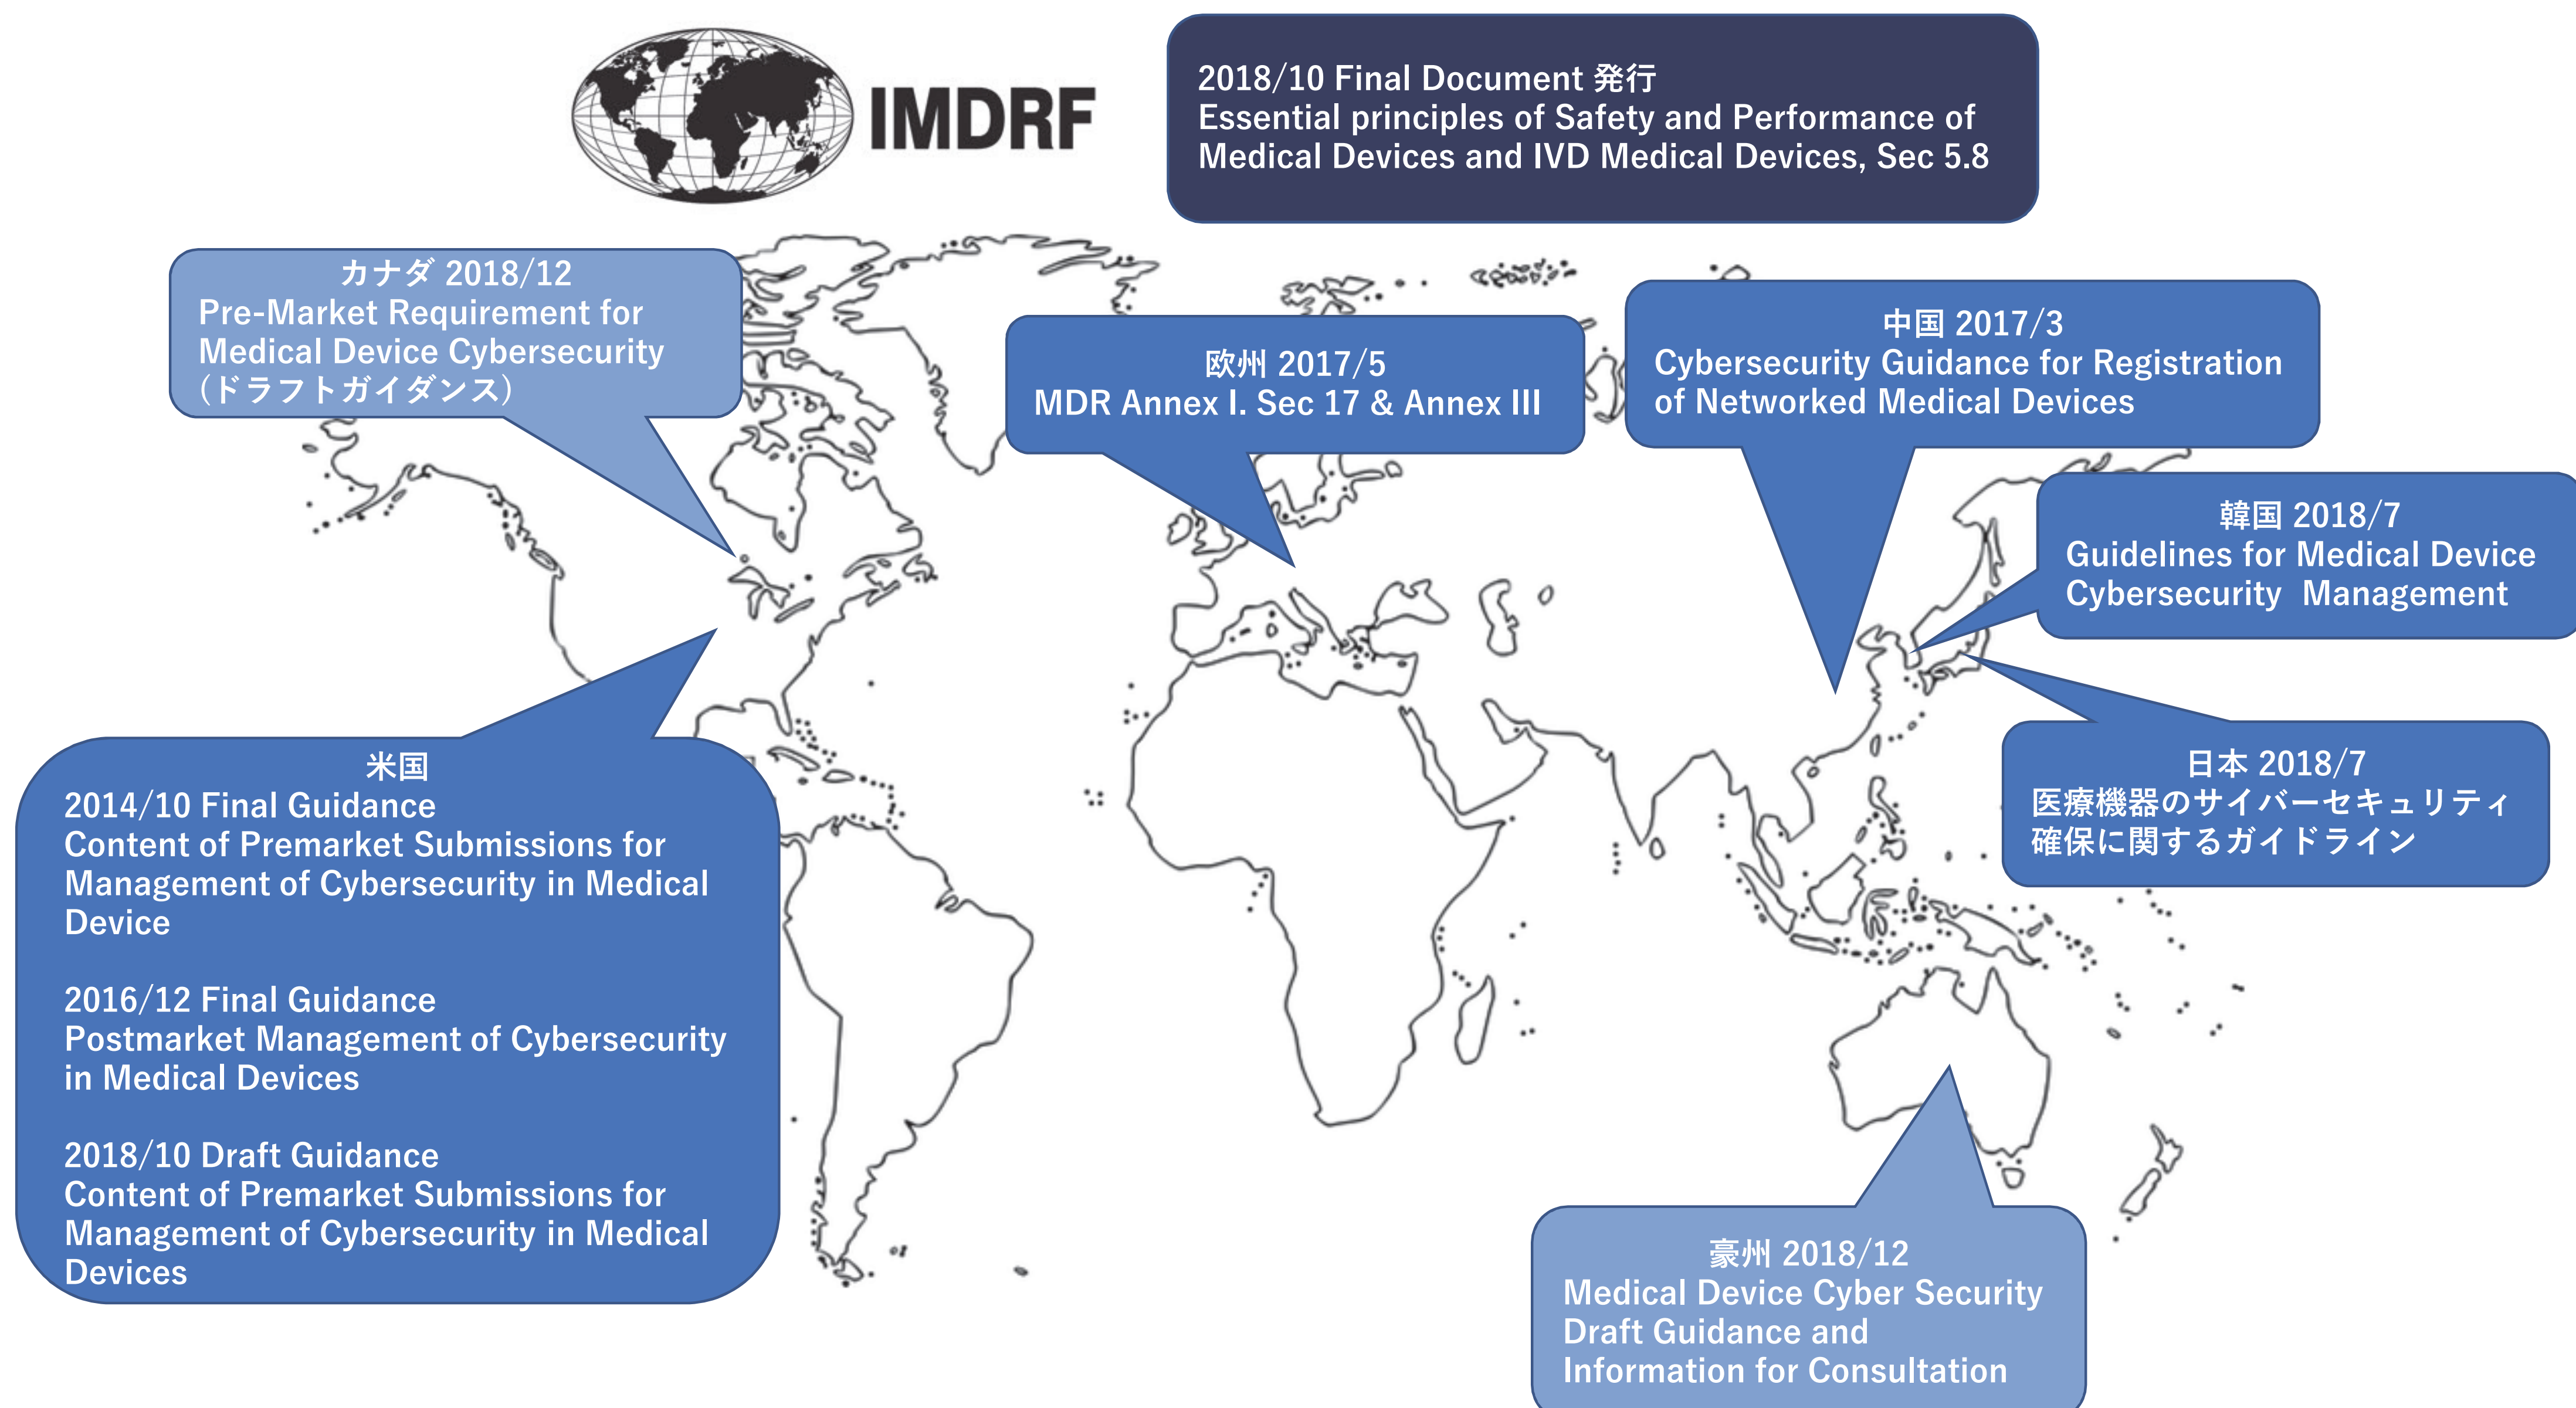 IMDRF
2018/10 Final Document 発行
Essential principles of Safety and Performance of
Medical Devices and IVD Medical Devices, Sec 5.8
カナダ 2018/12
Pre-Market Requirement for
Medical Device Cybersecurity
(ドラフトガイダンス)
欧州 2017/5
MDR Annex I. Sec 17 & Annex III
中国 2017/3
Cybersecurity Guidance for Registration
of Networked Medical Devices
韓国 2018/7
Guidelines for Medical Device
Cybersecurity Management
米国
2014/10 Final Guidance
Content of Premarket Submissions for
Management of Cybersecurity in Medical
Device
2016/12 Final Guidance
Postmarket Management of Cybersecurity
in Medical Devices
2018/10 Draft Guidance
Content of Premarket Submissions for
Management of Cybersecurity in Medical
Devices
日本 2018/7
医療機器のサイバーセキュリティ
確保に関するガイドライン
豪州 2018/12
Medical Device Cyber Security
Draft Guidance and
Information for Consultation